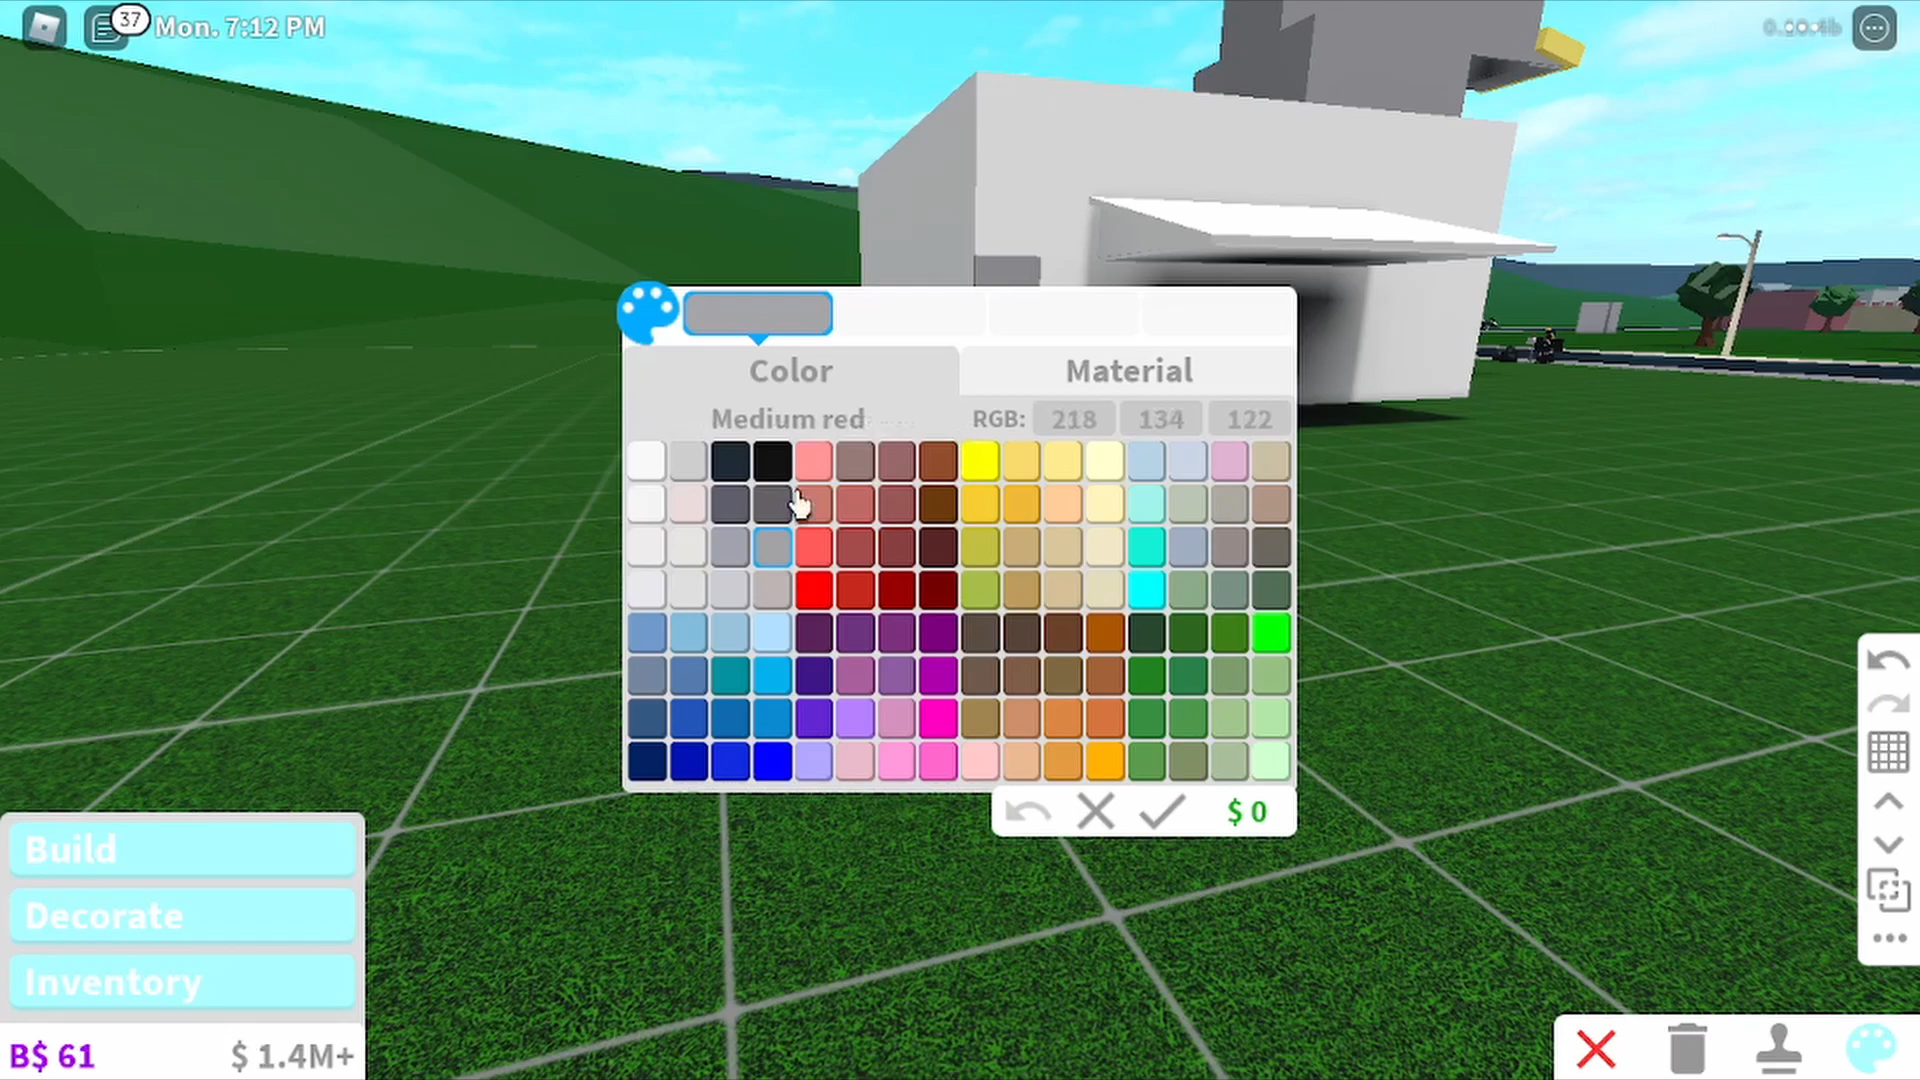 37
Mon. 7:12 PM
Color
Material
Medium red
RGB: 218 134 122
$ 0
Build
Decorate
Inventory
B$ 61
$ 1.4M+